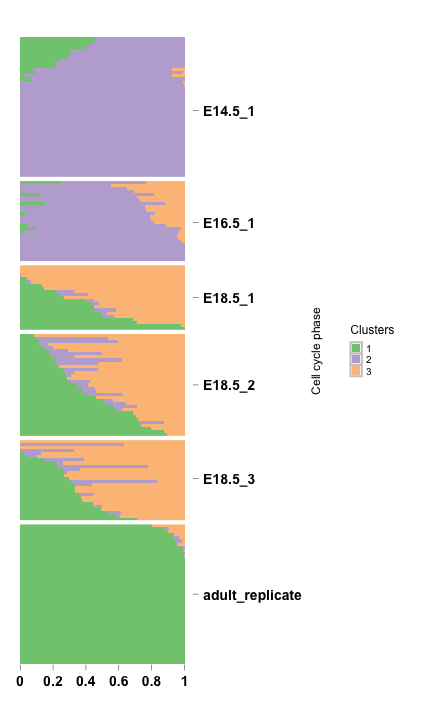 E14.5_1
E16.5_1
E18.5_1
E18.5_2
E18.5_3
adult_replicate
0 0.2 0.4 0.6 0.8 1
Cell cycle phase
Clusters
1
2
3